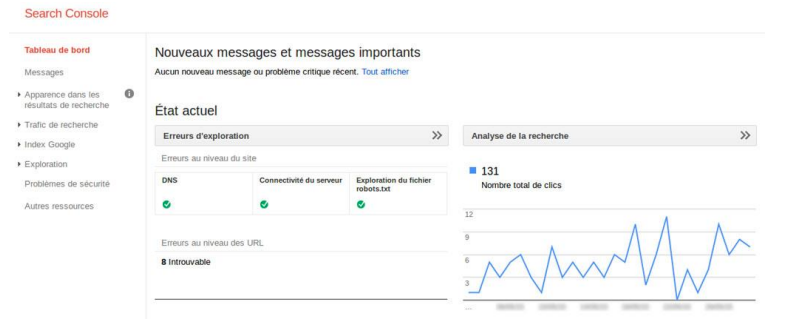 Search Console
Tableau de bord
Messages
Apparence dans les
résultats de recherche
Trafic de recherche
Index Google
Exploration
Problèmes de sécurité
Autres ressources
Nouveaux messages et messages importants
Aucun nouveau message ou problème critique récent. Tout afficher
État actuel
Erreurs d'exploration
Erreurs au niveau du site
DNS
Connectivité du serveur
Exploration du fichier
robots.txt
Erreurs au niveau des URL
8 Introuvable
Analyse de la recherche
131
Nombre total de clics
12
9
6
3
...